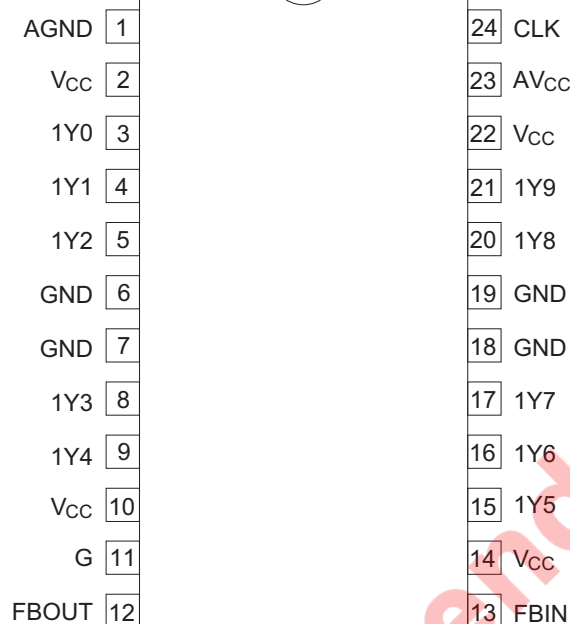 AGND 1 24 CLK
VCC 2 23 AVCC
1Y0 3 22 VCC
1Y1 4 21 1Y9
1Y2 5 20 1Y8
GND 6 19 GND
GND 7 18 GND
1Y3 8 17 1Y7
1Y4 9 16 1Y6
VCC 10 15 1Y5
G 11 14 VCC
FBOUT 12 13 FBIN
end